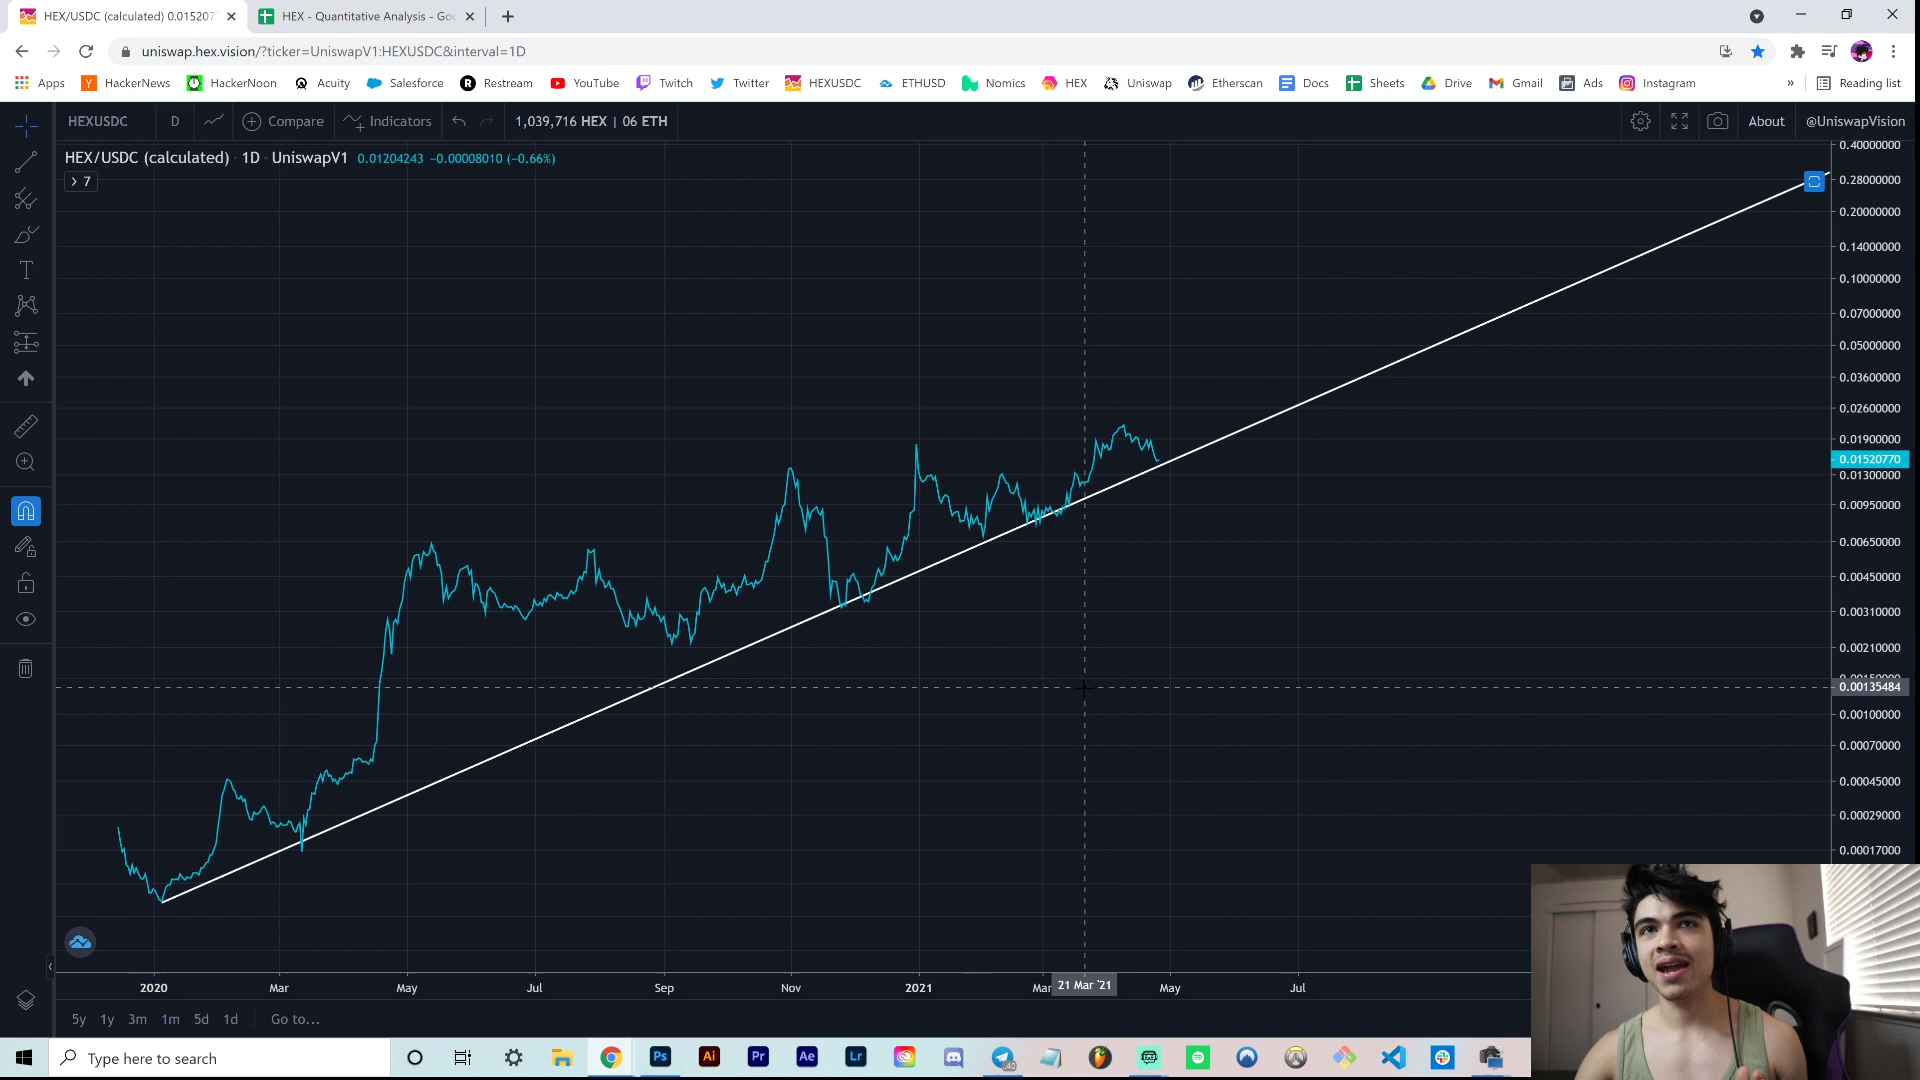 HEX/USDC (calculated) 0.015207
HEX - Quantitative Analysis - Goo
uniswap.hex.vision/?ticker=UniswapV1:HEXUSDC&interval=1D
Apps HackerNews HackerNoon Acuity Salesforce Restream YouTube Twitch Twitter HEXUSDC ETHUSD Nomics HEX Uniswap Etherscan Docs Sheets Drive Gmail Ads Instagram » Reading list
HEXUSDC D Compare Indicators 1,039,716 HEX | 06 ETH About @UniswapVision
HEX/USDC (calculated) · 1D · UniswapV1 0.01204243 −0.00008010 (−0.66%)
> 7
0.40000000
0.28000000
0.20000000
0.14000000
0.10000000
0.07000000
0.05000000
0.03600000
0.02600000
0.01900000
0.01520770
0.01300000
0.00950000
0.00650000
0.00450000
0.00310000
0.00210000
0.00135484
0.00100000
0.00070000
0.00045000
0.00029000
0.00017000
2020 Mar May Jul Sep Nov 2021 Mar 21 Mar '21 May Jul
5y 1y 3m 1m 5d 1d Go to...
Type here to search
Ps Ai Pr Ae Lr